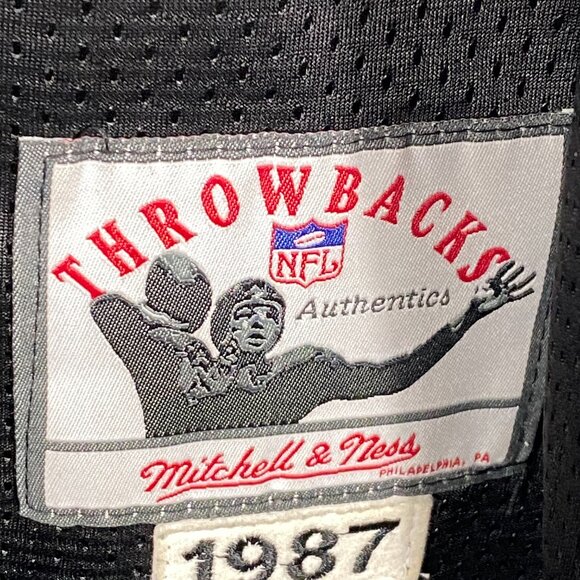 THROWBACKS
NFL
Authentics
Mitchell & Ness
PHILADELPHIA, PA
1987